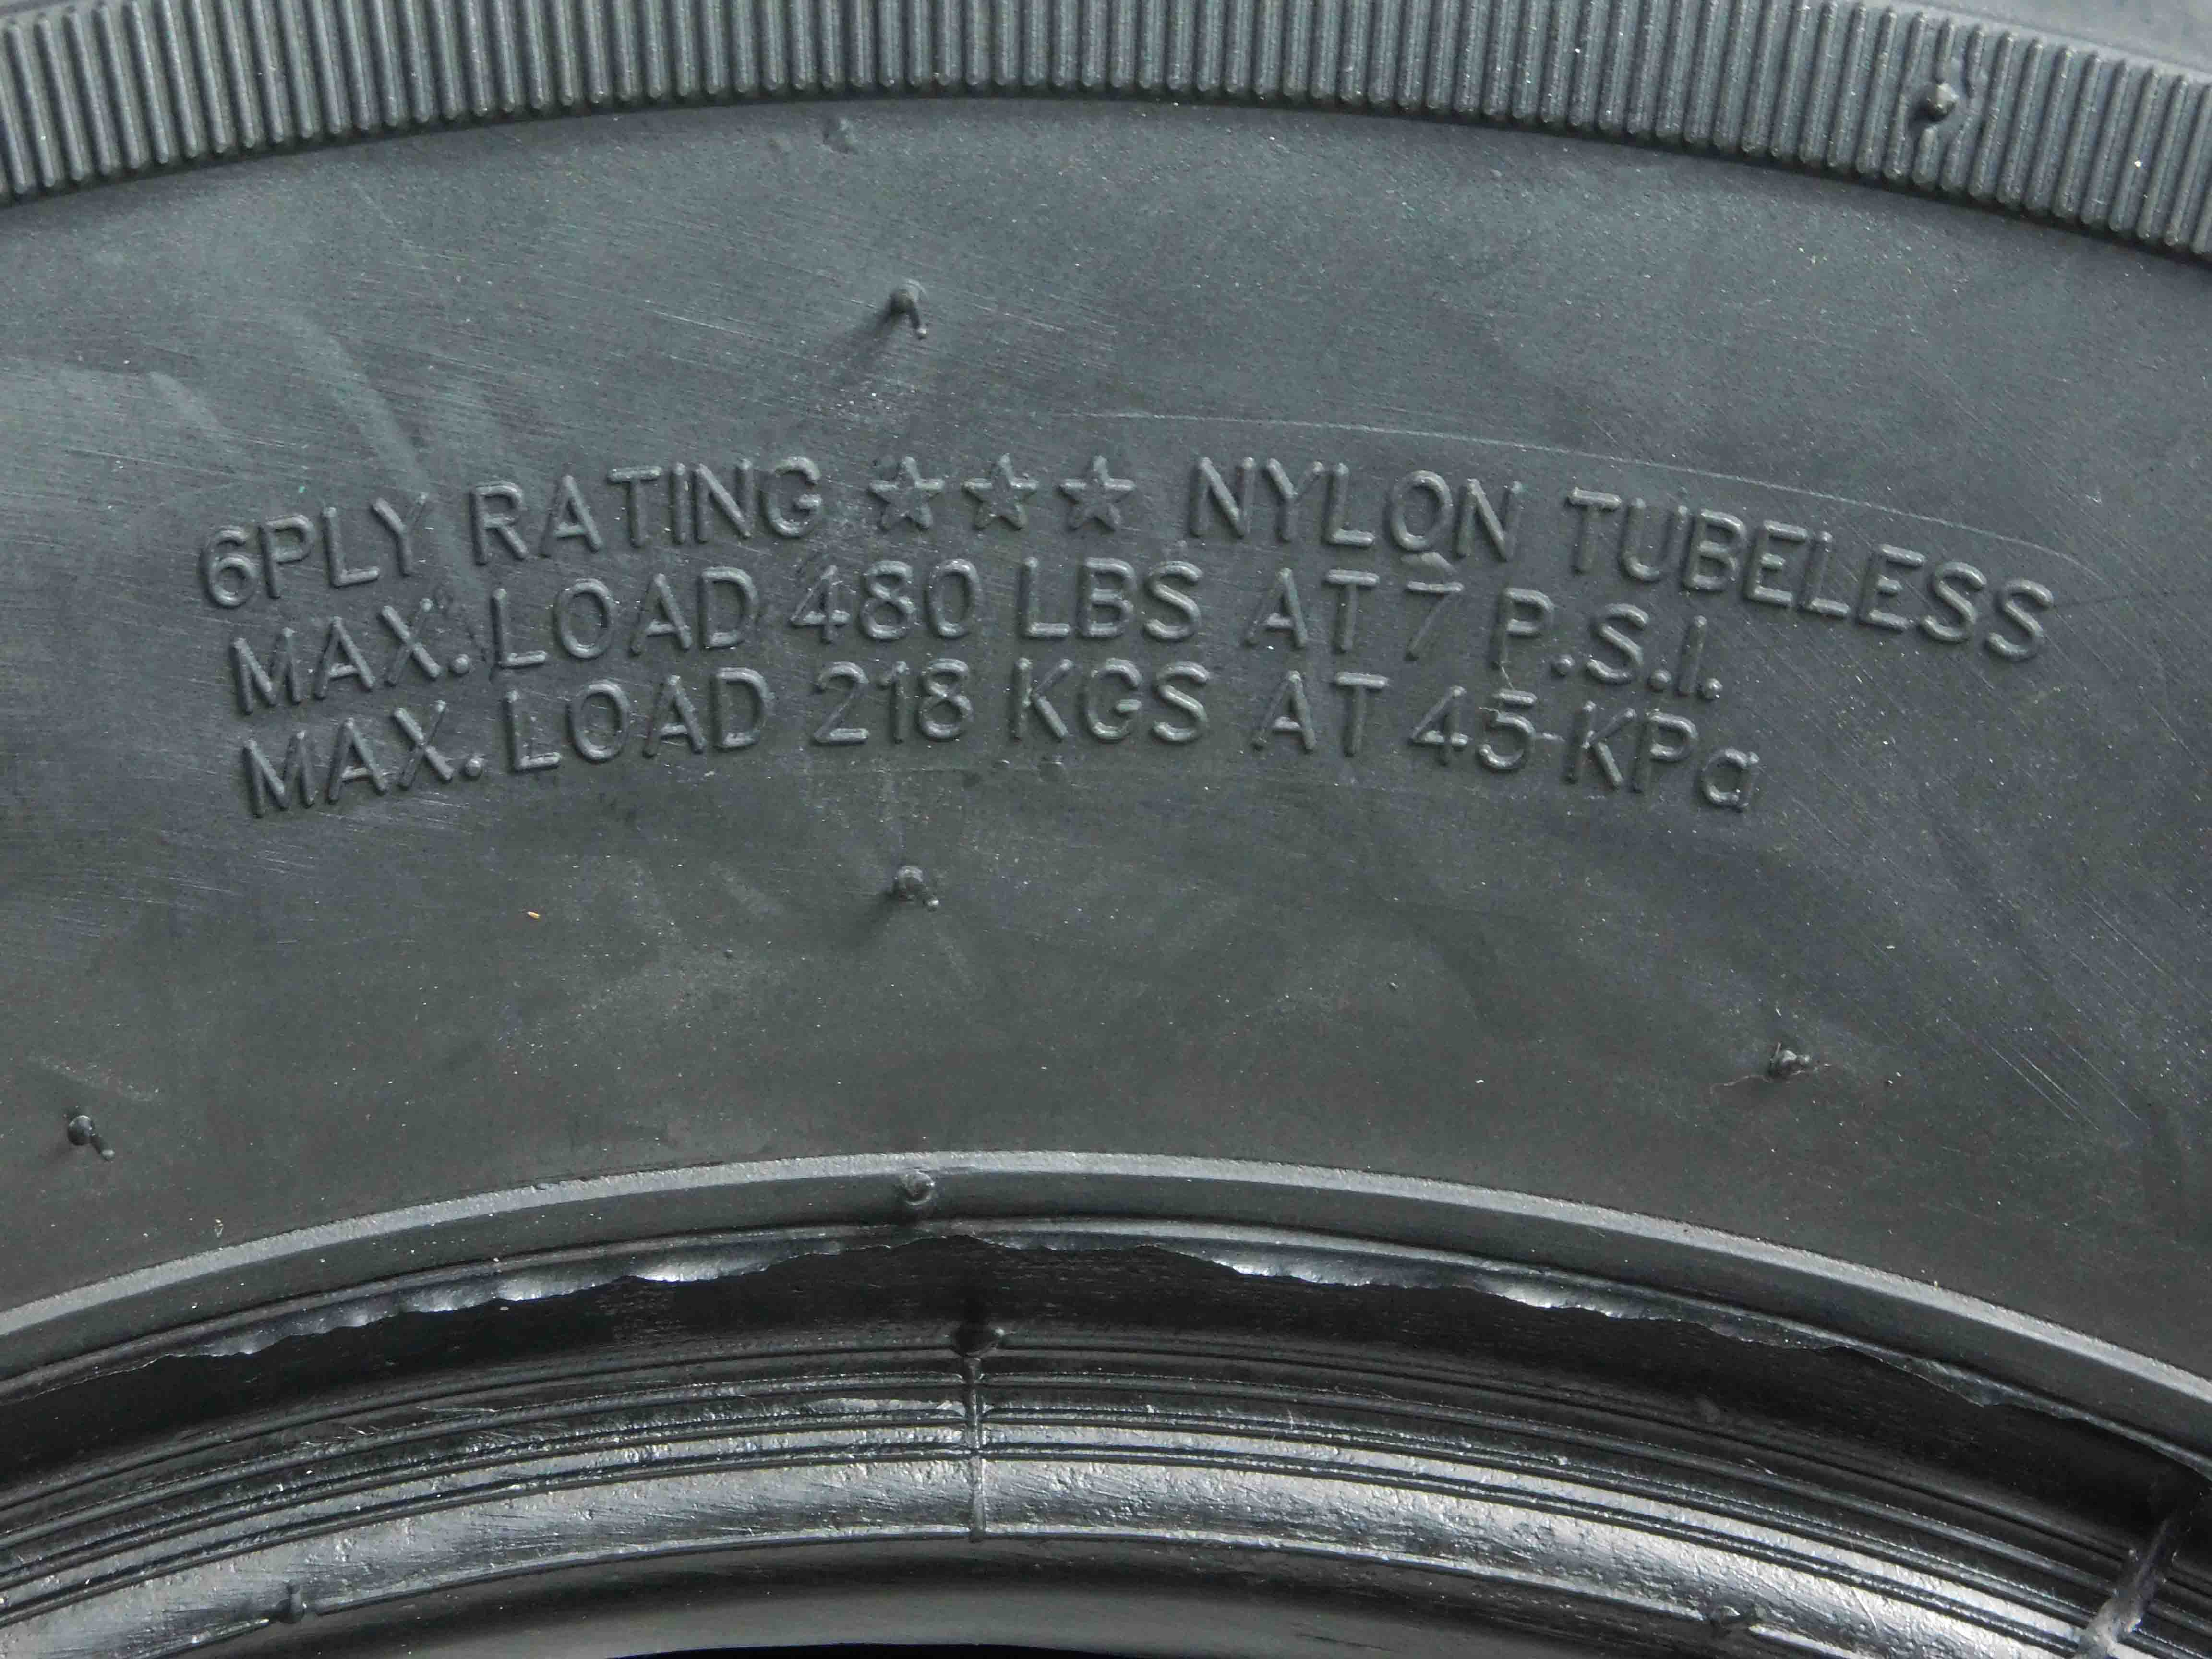 6PLY RATING ☆☆☆ NYLON TUBELESS
MAX. LOAD 480 LBS AT 7 P.S.I.
MAX. LOAD 218 KGS AT 45 KPa